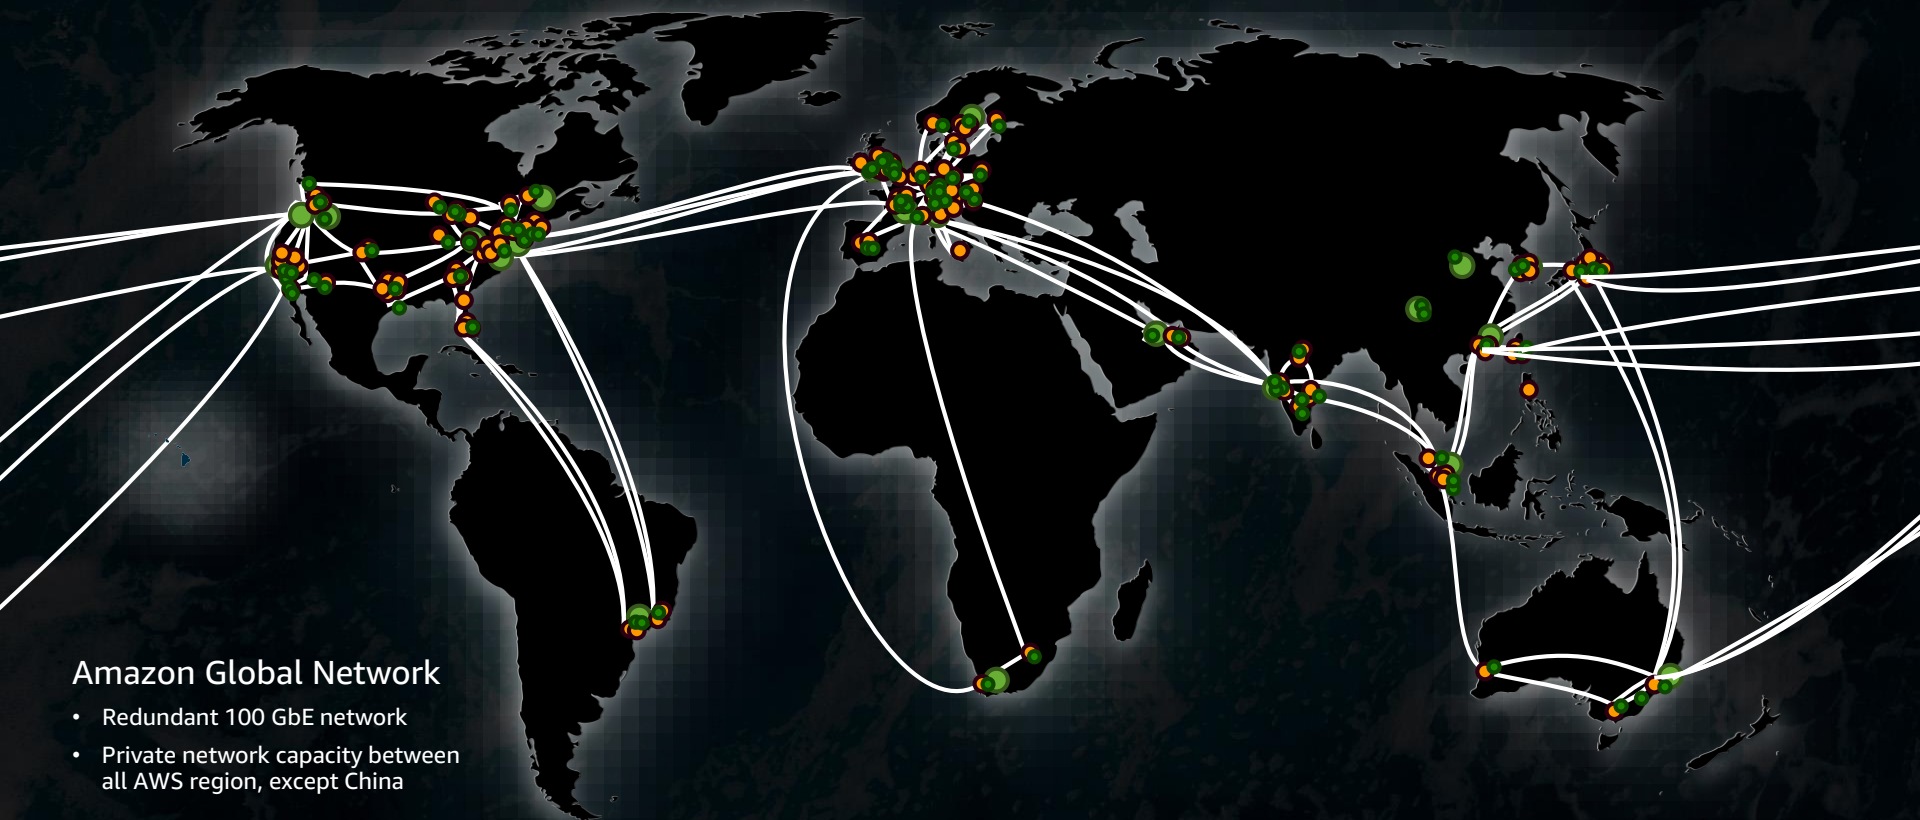 Amazon Global Network
• Redundant 100 GbE network
• Private network capacity between
all AWS region, except China